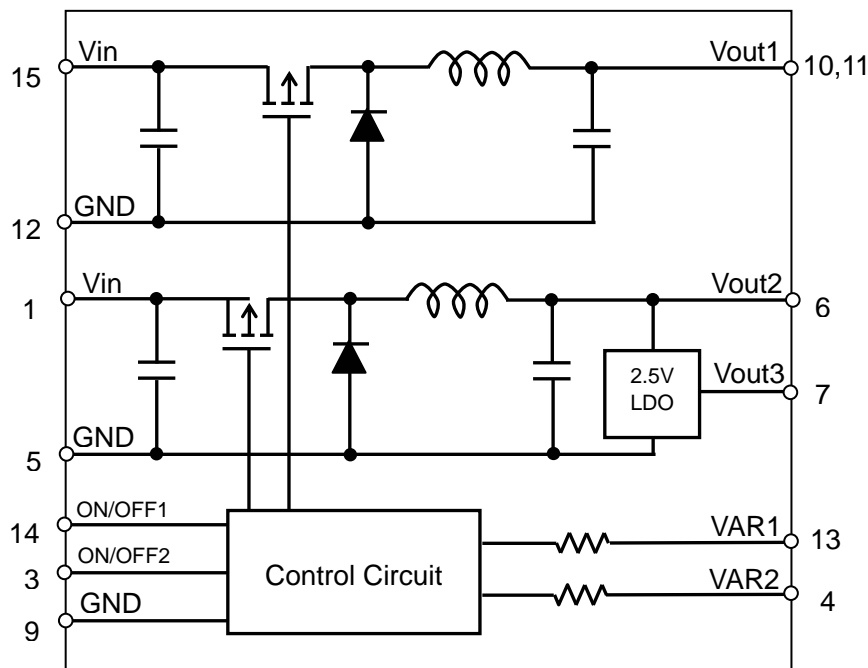 Vin
Vout1
15
10,11
GND
12
Vin
Vout2
1
6
2.5V
LDO
Vout3
7
GND
5
ON/OFF1
14
VAR1
13
ON/OFF2
3
Control Circuit
VAR2
4
GND
9